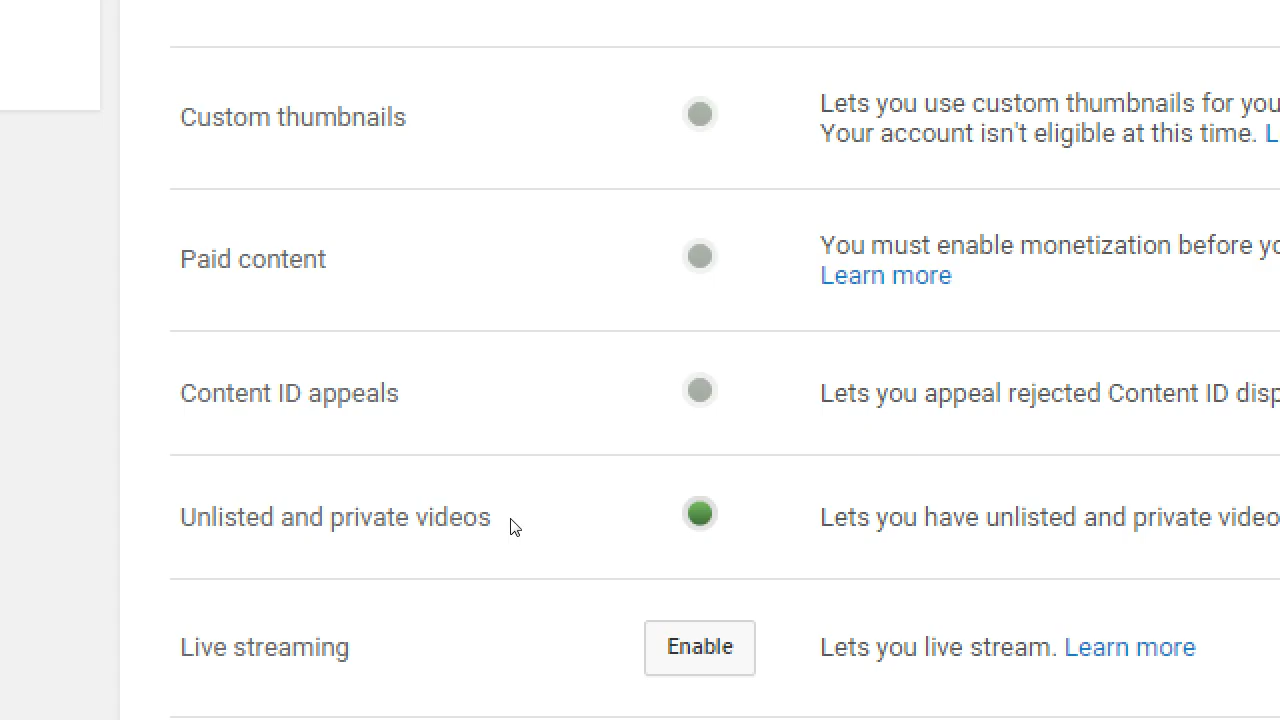 Custom thumbnails
Lets you use custom thumbnails for you
Your account isn't eligible at this time. L
Paid content
You must enable monetization before yo
Learn more
Content ID appeals
Lets you appeal rejected Content ID disp
Unlisted and private videos
Lets you have unlisted and private video
Live streaming
Enable
Lets you live stream. Learn more